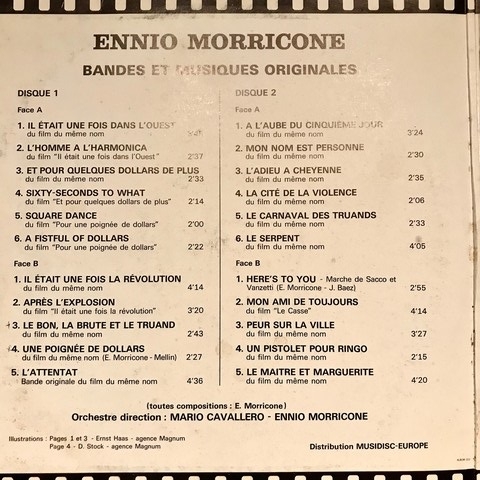 ENNIO MORRICONE
BANDES ET MUSIQUES ORIGINALES
DISQUE 1
Face A
1. IL ÉTAIT UNE FOIS DANS L'OUEST
du film du même nom
2. L'HOMME A L'HARMONICA
du film "Il était une fois dans l'Ouest" 2'37
3. ET POUR QUELQUES DOLLARS DE PLUS
du film du même nom 2'33
4. SIXTY-SECONDS TO WHAT
du film "Et pour quelques dollars de plus" 2'14
5. SQUARE DANCE
du film "Pour une poignée de dollars" 2'00
6. A FISTFUL OF DOLLARS
du film "Pour une poignée de dollars" 2'22
Face B
1. IL ÉTAIT UNE FOIS LA RÉVOLUTION
du film du même nom 4'14
2. APRÈS L'EXPLOSION
du film "Il était une fois la révolution" 3'20
3. LE BON, LA BRUTE ET LE TRUAND
du film du même nom 2'43
4. UNE POIGNÉE DE DOLLARS
du film du même nom (E. Morricone - Mellin) 2'27
5. L'ATTENTAT
Bande originale du film du même nom 4'36
DISQUE 2
Face A
1. A L'AUBE DU CINQUIÈME JOUR
du film du même nom 3'24
2. MON NOM EST PERSONNE
du film du même nom 2'30
3. L'ADIEU A CHEYENNE
du film du même nom 2'35
4. LA CITÉ DE LA VIOLENCE
du film du même nom 2'06
5. LE CARNAVAL DES TRUANDS
du film du même nom 2'33
6. LE SERPENT
du film du même nom 4'05
Face B
1. HERE'S TO YOU - Marche de Sacco et
Vanzetti (E. Morricone - J. Baez) 2'55
2. MON AMI DE TOUJOURS
du film "Le Casse" 4'14
3. PEUR SUR LA VILLE
du film du même nom 3'27
4. UN PISTOLET POUR RINGO
du film du même nom 2'15
5. LE MAITRE ET MARGUERITE
du film du même nom 4'20
(toutes compositions : E. Morricone)
Orchestre direction : MARIO CAVALLERO - ENNIO MORRICONE
Illustrations : Pages 1 et 3 - Ernst Haas - agence Magnum
Page 4 - D. Stock - agence Magnum
Distribution MUSIDISC-EUROPE